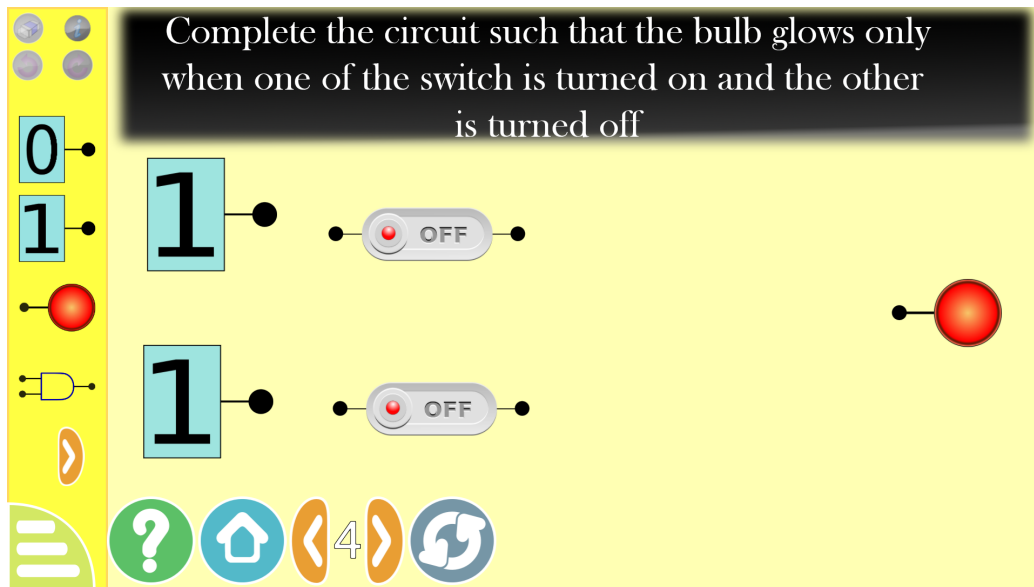 Complete the circuit such that the bulb glows only
when one of the switch is turned on and the other
is turned off
0
1
1
OFF
1
OFF
?
4